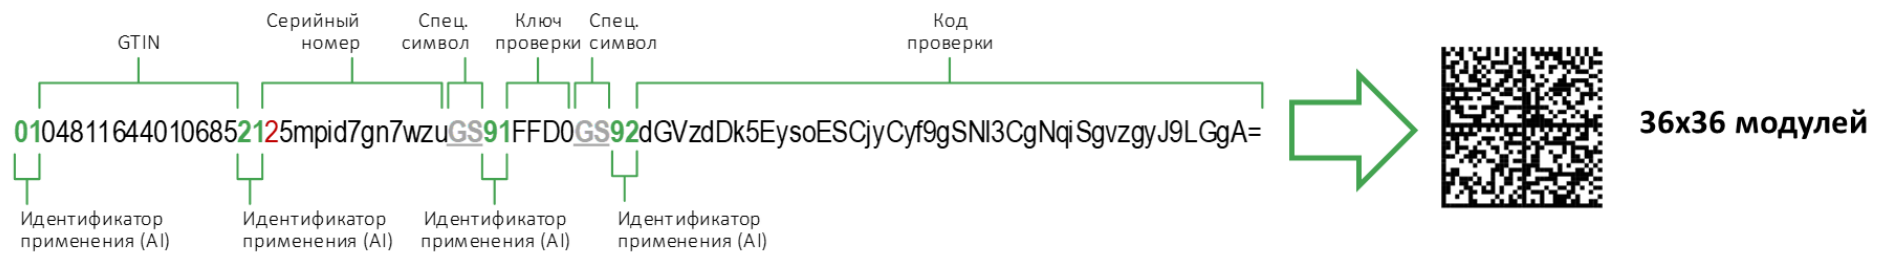 GTIN
Серийный
номер
Спец.
символ
Ключ
проверки
Спец.
символ
Код
проверки
01048116440106852125mpid7gn7wzuGS91FFD0GS92dGVzdDk5EysoESCjyCyf9gSNl3CgNqiSgvzgyJ9LGgA=
36x36 модулей
Идентификатор
применения (AI)
Идентификатор
применения (AI)
Идентификатор
применения (AI)
Идентификатор
применения (AI)